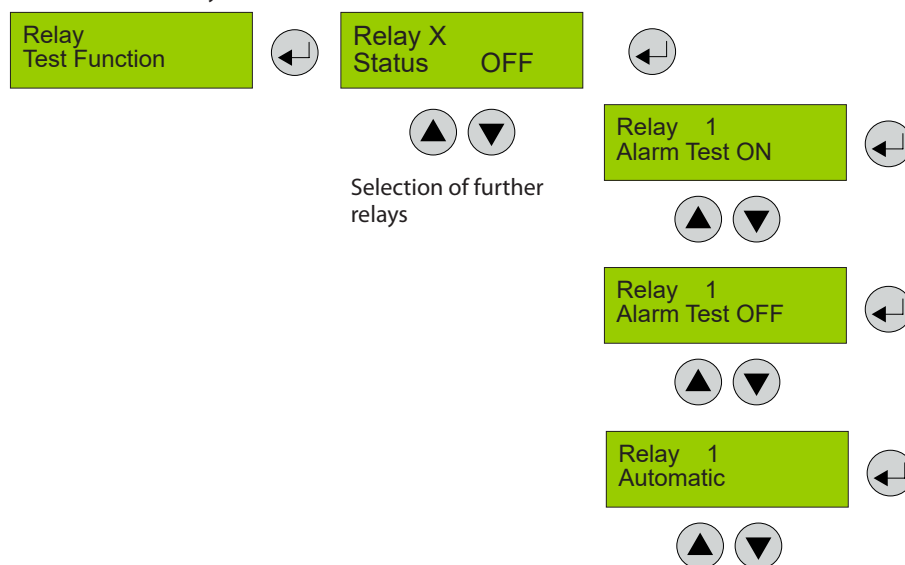 Relay
Test Function
Relay X
Status OFF
Selection of further
relays
Relay 1
Alarm Test ON
Relay 1
Alarm Test OFF
Relay 1
Automatic